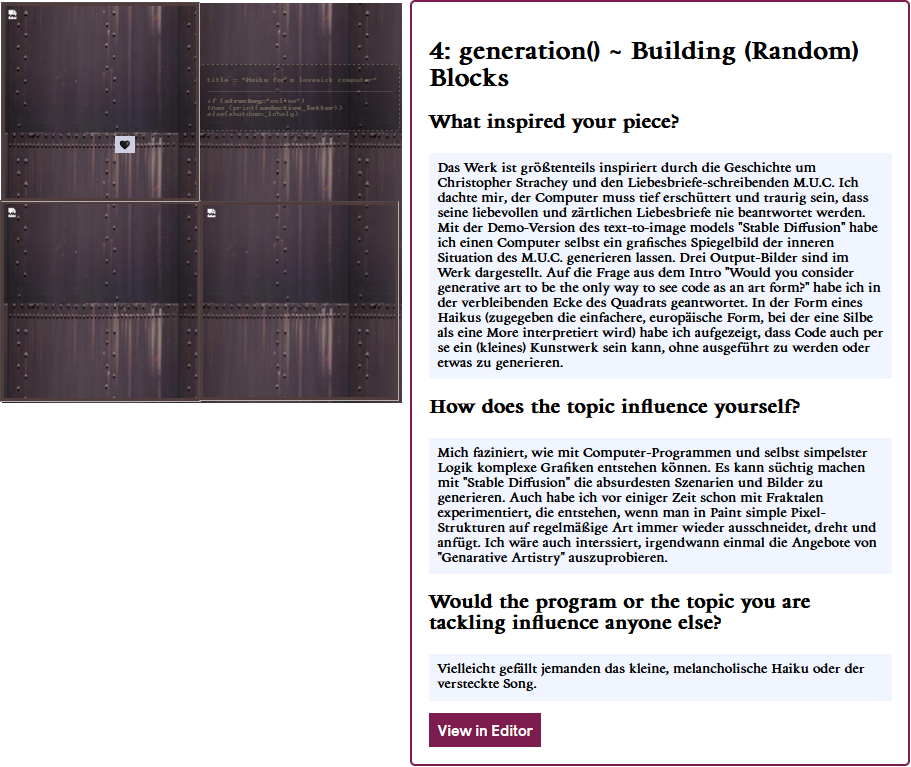 title = "Haiku for a lovesick computer"
if (strachey="online")
then (print(seductive_letter))
else(shutdown_lonely)
4: generation() ~ Building (Random)
Blocks
What inspired your piece?
Das Werk ist größtenteils inspiriert durch die Geschichte um
Christopher Strachey und den Liebesbriefe-schreibenden M.U.C. Ich
dachte mir, der Computer muss tief erschüttert und traurig sein, dass
seine liebevollen und zärtlichen Liebesbriefe nie beantwortet werden.
Mit der Demo-Version des text-to-image models "Stable Diffusion" habe
ich einen Computer selbst ein grafisches Spiegelbild der inneren
Situation des M.U.C. generieren lassen. Drei Output-Bilder sind im
Werk dargestellt. Auf die Frage aus dem Intro "Would you consider
generative art to be the only way to see code as an art form?" habe ich in
der verbleibenden Ecke des Quadrats geantwortet. In der Form eines
Haikus (zugegeben die einfachere, europäische Form, bei der eine Silbe
als eine More interpretiert wird) habe ich aufgezeigt, dass Code auch per
se ein (kleines) Kunstwerk sein kann, ohne ausgeführt zu werden oder
etwas zu generieren.
How does the topic influence yourself?
Mich faziniert, wie mit Computer-Programmen und selbst simpelster
Logik komplexe Grafiken entstehen können. Es kann süchtig machen
mit "Stable Diffusion" die absurdesten Szenarien und Bilder zu
generieren. Auch habe ich vor einiger Zeit schon mit Fraktalen
experimentiert, die entstehen, wenn man in Paint simple Pixel-
Strukturen auf regelmäßige Art immer wieder ausschneidet, dreht und
anfügt. Ich wäre auch interssiert, irgendwann einmal die Angebote von
"Genarative Artistry" auszuprobieren.
Would the program or the topic you are
tackling influence anyone else?
Vielleicht gefällt jemanden das kleine, melancholische Haiku oder der
versteckte Song.
View in Editor